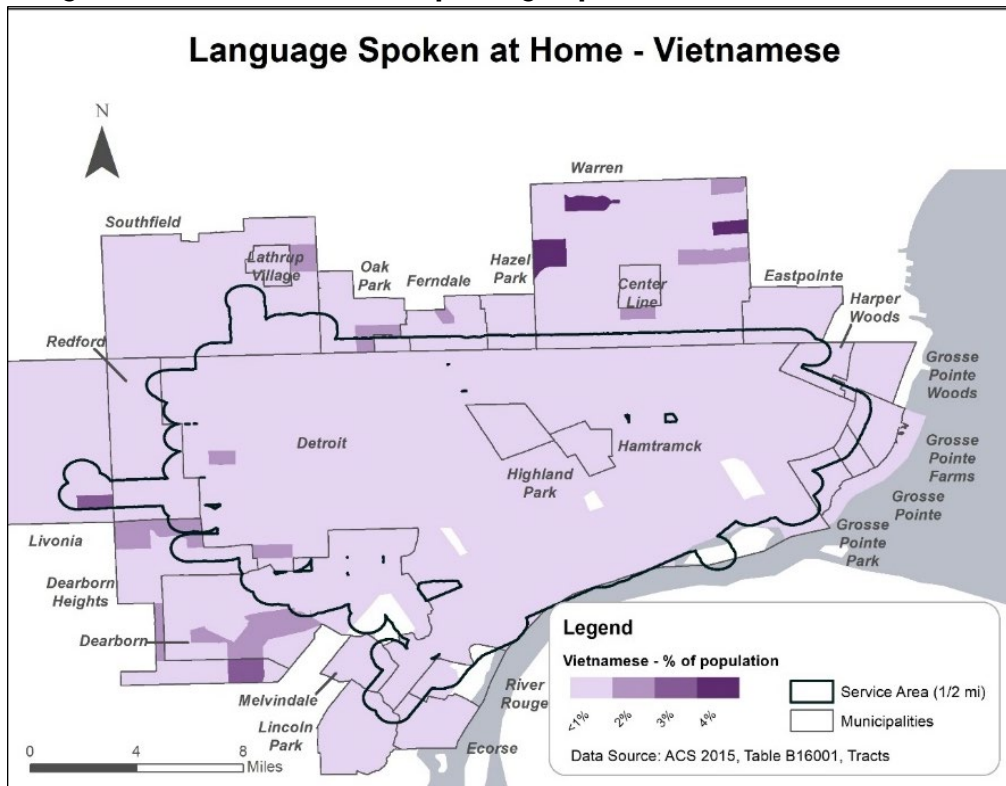 Language Spoken at Home - Vietnamese
N
Warren
Southfield
Lathrup
Village
Oak
Park
Ferndale
Hazel
Park
Center
Line
Eastpointe
Harper
Woods
Redford
Grosse
Pointe
Woods
Detroit
Hamtramck
Highland
Park
Grosse
Pointe
Farms
Grosse
Pointe
Livonia
Grosse
Pointe
Park
Dearborn
Heights
Dearborn
Melvindale
River
Rouge
Lincoln
Park
Ecorse
0 4 8
Miles
Legend
Vietnamese - % of population
<1% 2% 3% 4%
Service Area (1/2 mi)
Municipalities
Data Source: ACS 2015, Table B16001, Tracts